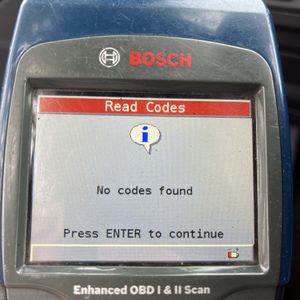 BOSCH
Read Codes
i
No codes found
Press ENTER to continue
Enhanced OBD I & II Scan